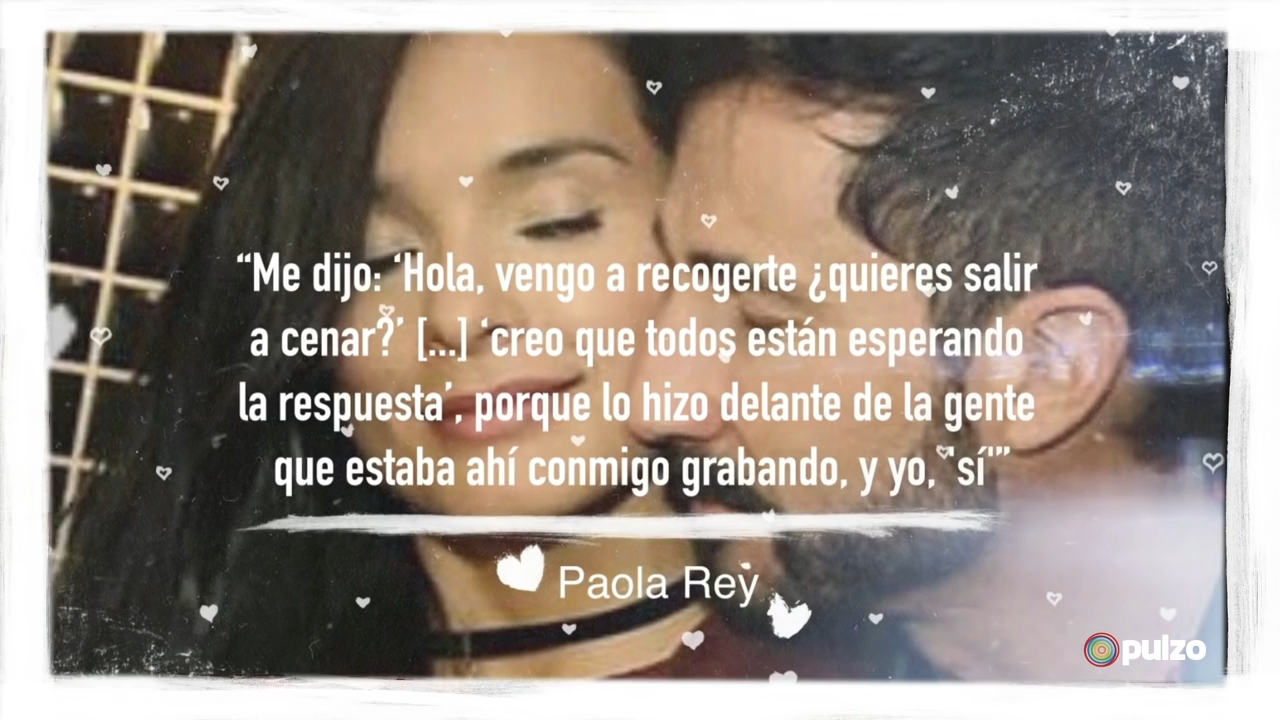 “Me dijo: ‘Hola, vengo a recogerte ¿quieres salir
a cenar?’ [...] ‘creo que todos están esperando
la respuesta’, porque lo hizo delante de la gente
que estaba ahí conmigo grabando, y yo, "sí"”
Paola Rey
pulzo